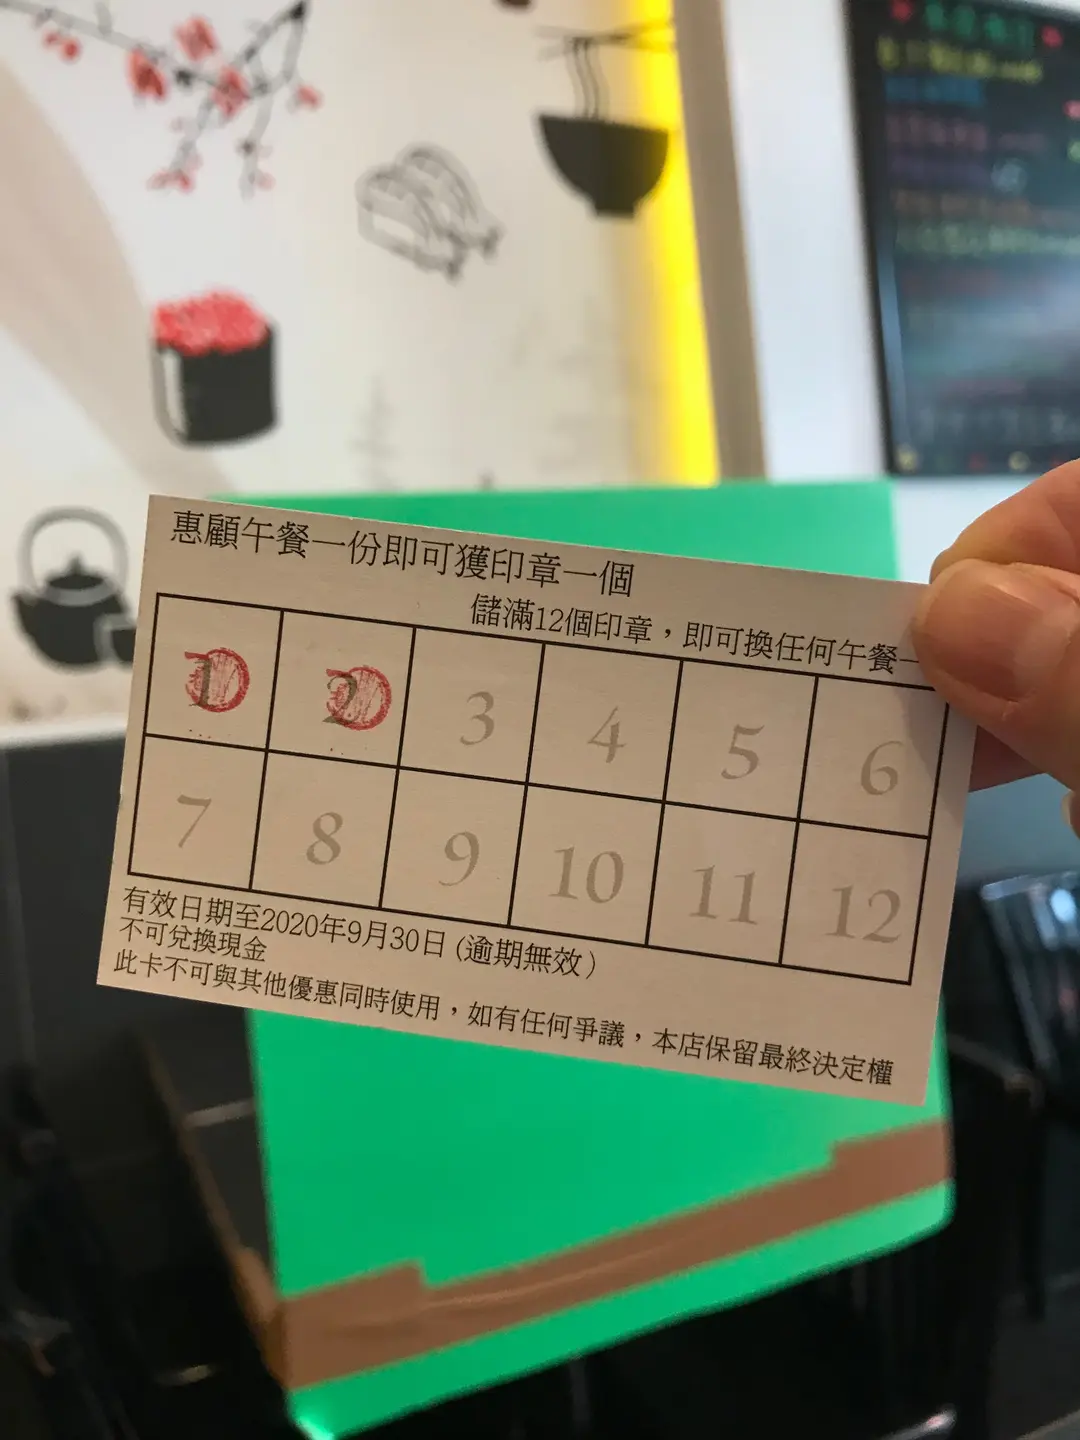 惠顧午餐一份即可獲印章一個
儲滿12個印章，即可換任何午餐一
1 2 3 4 5 6
7 8 9 10 11 12
有效日期至2020年9月30日 (逾期無效)
不可兌換現金
此卡不可與其他優惠同時使用，如有任何爭議，本店保留最終決定權